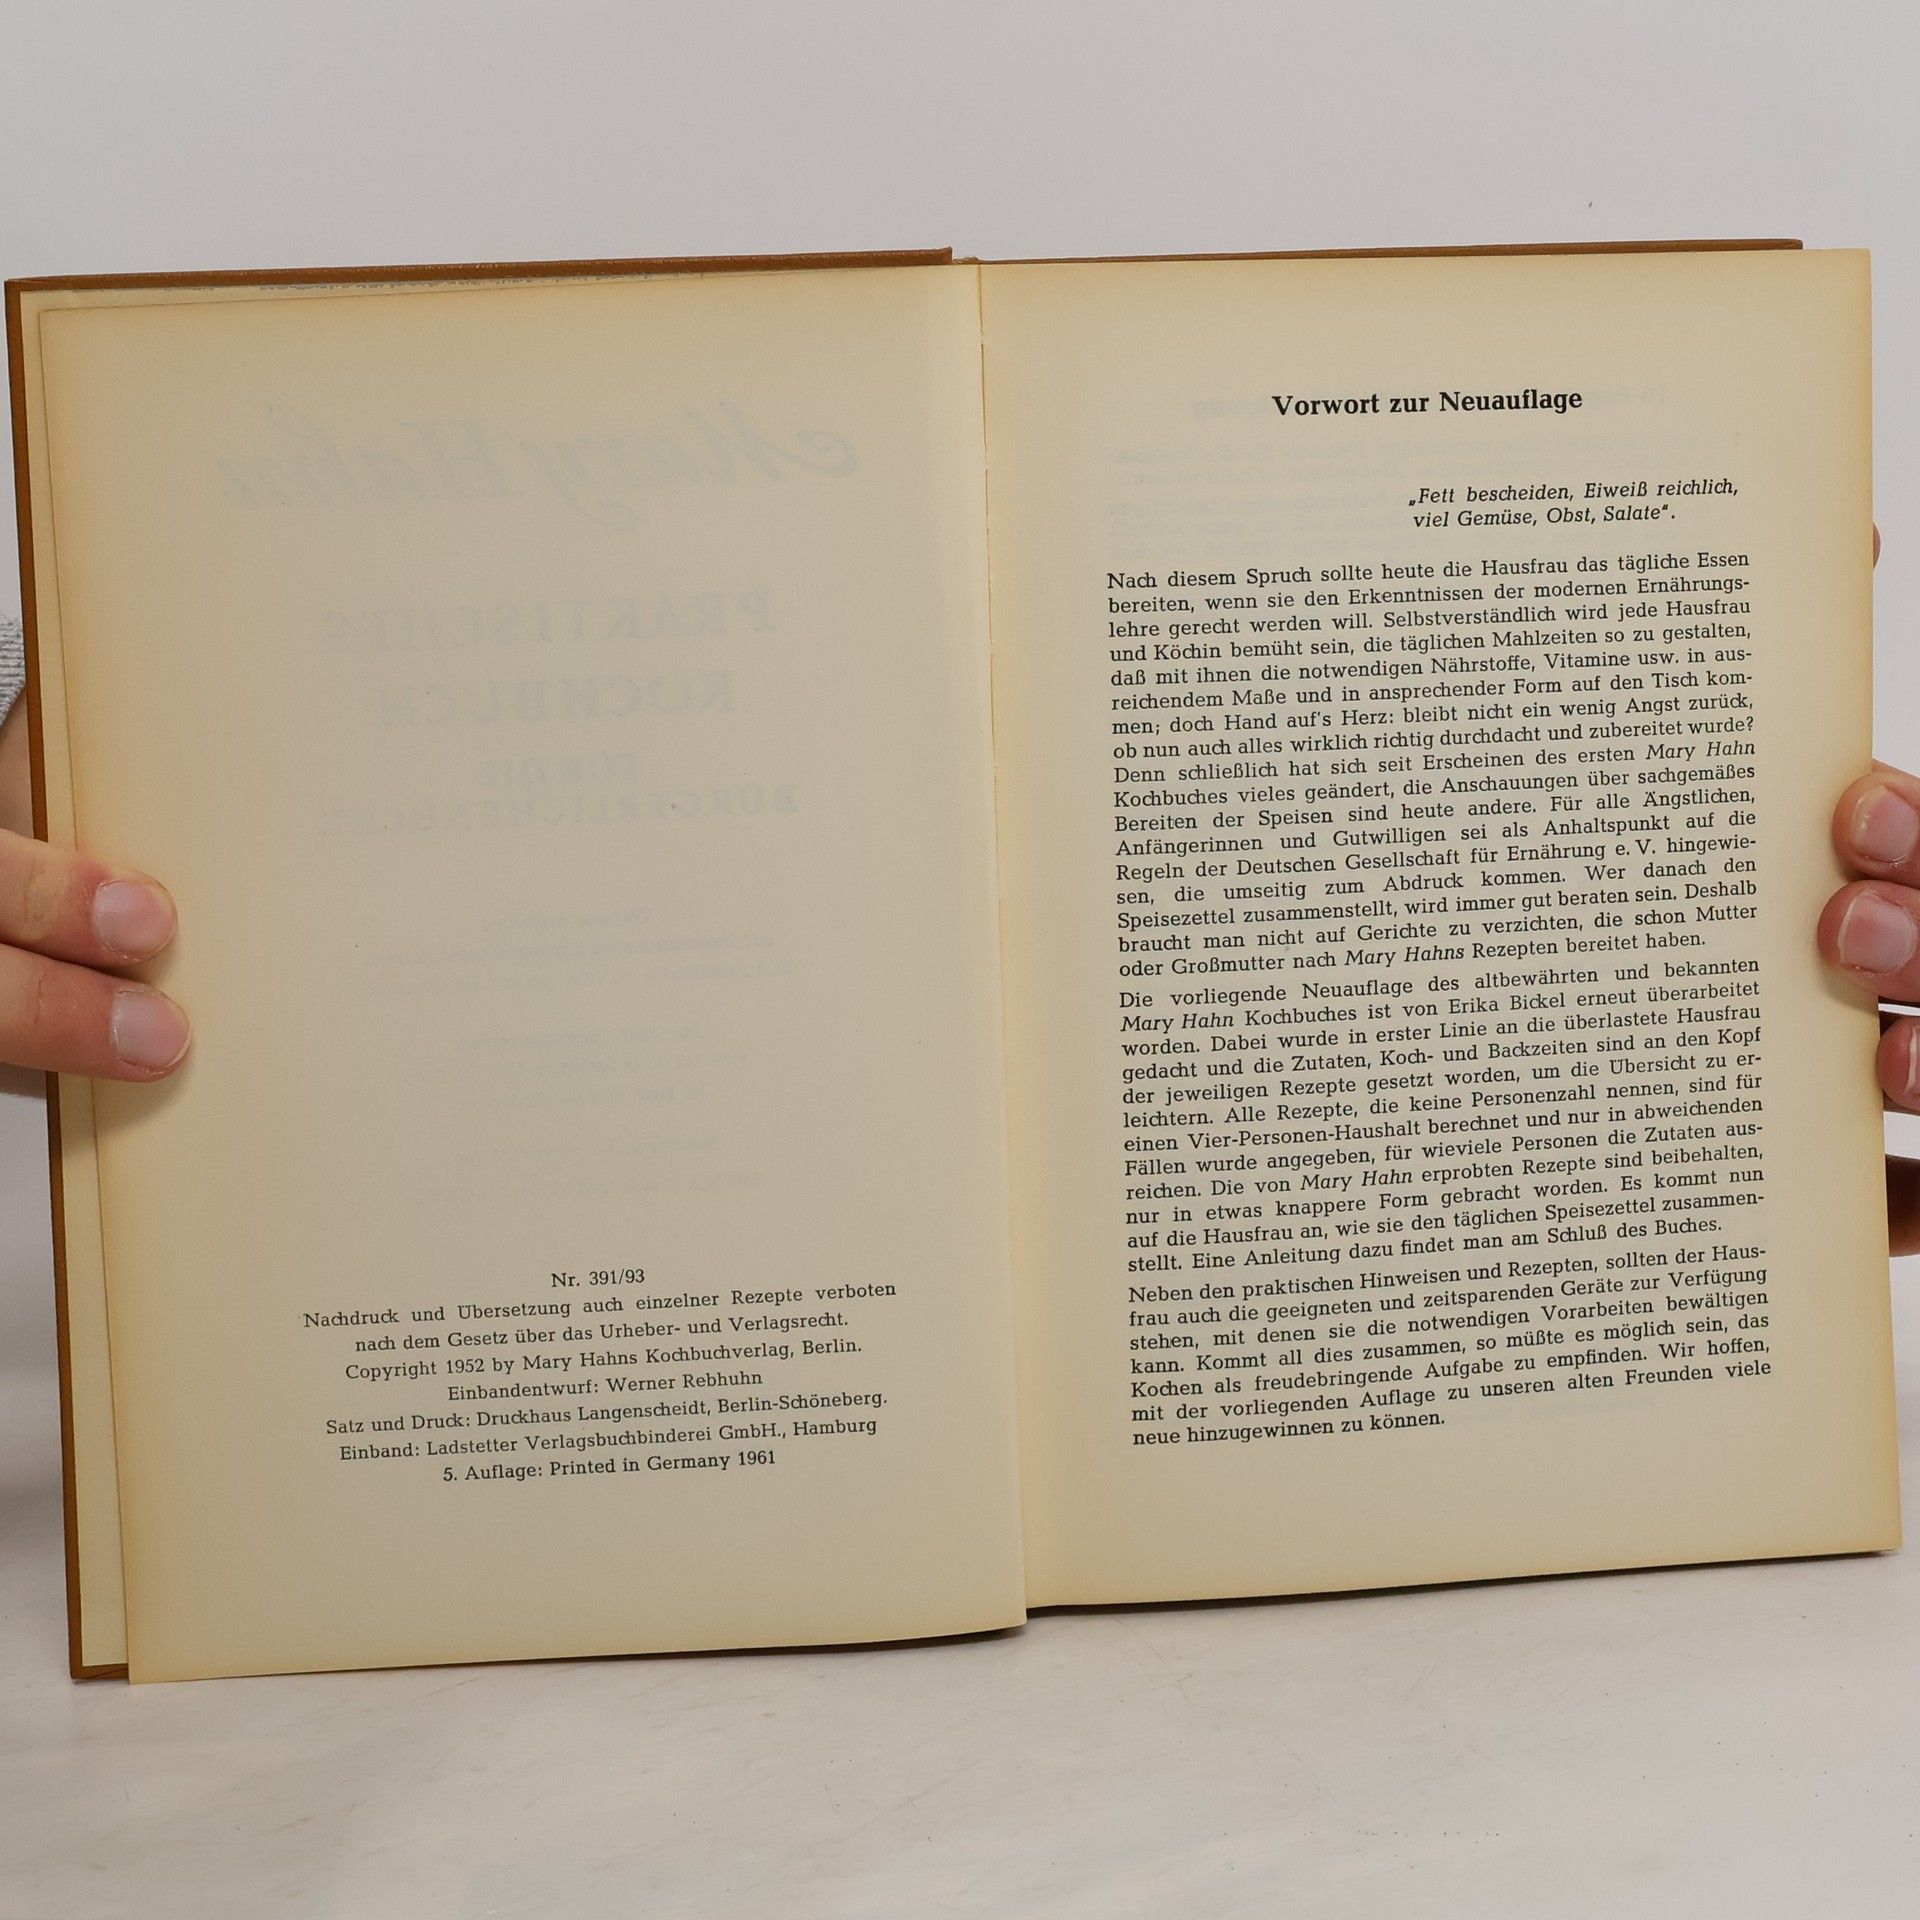 Nr. 391/93
Nachdruck und Übersetzung auch einzelner Rezepte verboten
nach dem Gesetz über das Urheber- und Verlagsrecht.
Copyright 1952 by Mary Hahns Kochbuchverlag, Berlin.
Einbandentwurf: Werner Rebhuhn
Satz und Druck: Druckhaus Langenscheidt, Berlin-Schöneberg.
Einband: Ladstetter Verlagsbuchbinderei GmbH., Hamburg
5. Auflage: Printed in Germany 1961
Vorwort zur Neuauflage
„Fett bescheiden, Eiweiß reichlich,
viel Gemüse, Obst, Salate“.
Nach diesem Spruch sollte heute die Hausfrau das tägliche Essen
bereiten, wenn sie den Erkenntnissen der modernen Ernährungs-
lehre gerecht werden will. Selbstverständlich wird jede Hausfrau
und Köchin bemüht sein, die täglichen Mahlzeiten so zu gestalten,
daß mit ihnen die notwendigen Nährstoffe, Vitamine usw. in aus-
reichendem Maße und in ansprechender Form auf den Tisch kom-
men; doch Hand auf's Herz: bleibt nicht ein wenig Angst zurück,
ob nun auch alles wirklich richtig durchdacht und zubereitet wurde?
Denn schließlich hat sich seit Erscheinen des ersten Mary Hahn
Kochbuches vieles geändert, die Anschauungen über sachgemäßes
Bereiten der Speisen sind heute andere. Für alle Ängstlichen,
Anfängerinnen und Gutwilligen sei als Anhaltspunkt auf die
Regeln der Deutschen Gesellschaft für Ernährung e. V. hingewie-
sen, die umseitig zum Abdruck kommen. Wer danach den
Speisezettel zusammenstellt, wird immer gut beraten sein. Deshalb
braucht man nicht auf Gerichte zu verzichten, die schon Mutter
oder Großmutter nach Mary Hahns Rezepten bereitet haben.
Die vorliegende Neuauflage des altbewährten und bekannten
Mary Hahn Kochbuches ist von Erika Bickel erneut überarbeitet
worden. Dabei wurde in erster Linie an die überlastete Hausfrau
gedacht und die Zutaten, Koch- und Backzeiten sind an den Kopf
der jeweiligen Rezepte gesetzt worden, um die Übersicht zu er-
leichtern. Alle Rezepte, die keine Personenzahl nennen, sind für
einen Vier-Personen-Haushalt berechnet und nur in abweichenden
Fällen wurde angegeben, für wieviele Personen die Zutaten aus-
reichen. Die von Mary Hahn erprobten Rezepte sind beibehalten,
nur in etwas knappere Form gebracht worden. Es kommt nun
auf die Hausfrau an, wie sie den täglichen Speisezettel zusammen-
stellt. Eine Anleitung dazu findet man am Schluß des Buches.
Neben den praktischen Hinweisen und Rezepten, sollten der Haus-
frau auch die geeigneten und zeitsparenden Geräte zur Verfügung
stehen, mit denen sie die notwendigen Vorarbeiten bewältigen
kann. Kommt all dies zusammen, so müßte es möglich sein, das
Kochen als freudebringende Aufgabe zu empfinden. Wir hoffen,
mit der vorliegenden Auflage zu unseren alten Freunden viele
neue hinzugewinnen zu können.